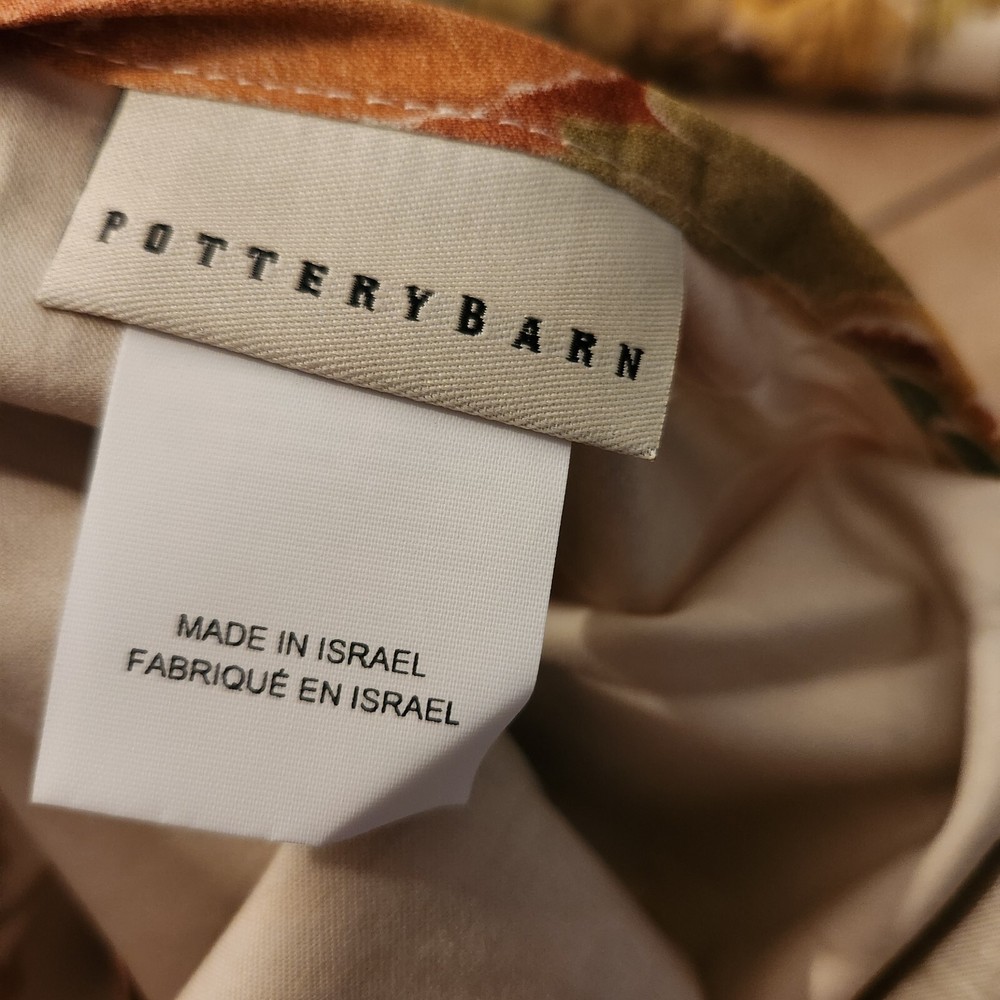 POTTERYBARN
MADE IN ISRAEL
FABRIQUÉ EN ISRAEL